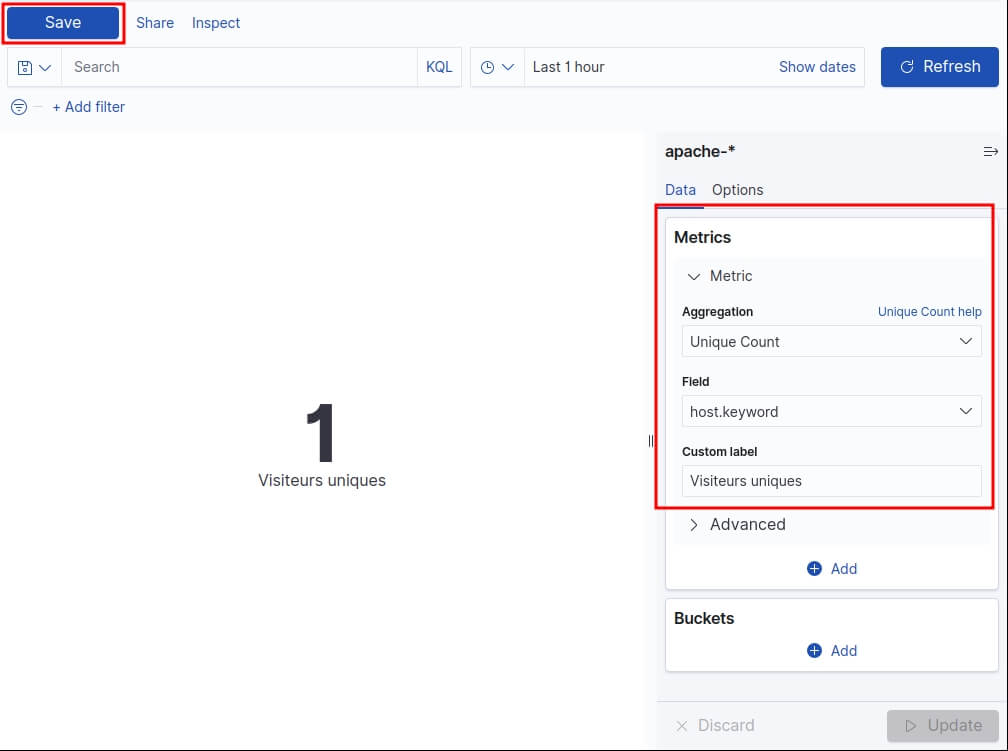 Save Share Inspect
Search KQL Last 1 hour Show dates Refresh
+ Add filter
apache-*
Data Options
Metrics
Metric
Aggregation Unique Count help
Unique Count
Field
host.keyword
Custom label
Visiteurs uniques
Advanced
Add
Buckets
Add
Discard Update
1
Visiteurs uniques